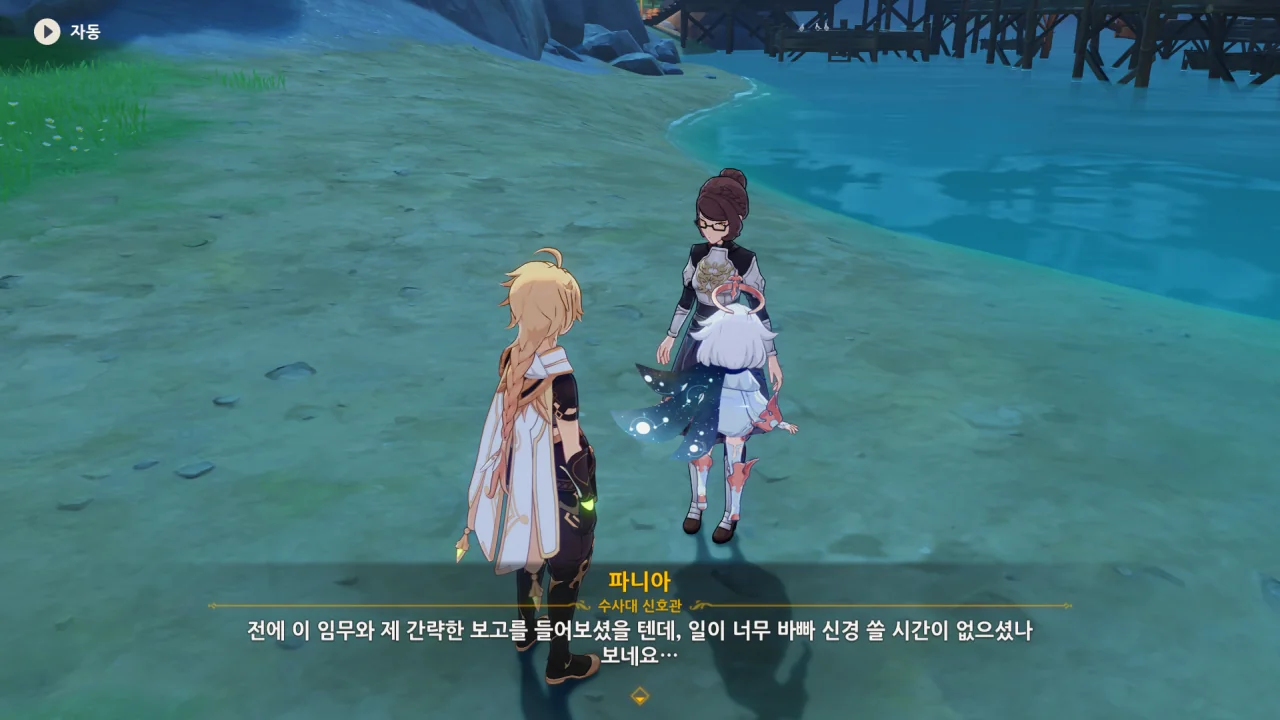 자동
파니아
수사대 신호관
전에 이 임무와 제 간략한 보고를 들어보셨을 텐데, 일이 너무 바빠 신경 쓸 시간이 없으셨나
보네요…